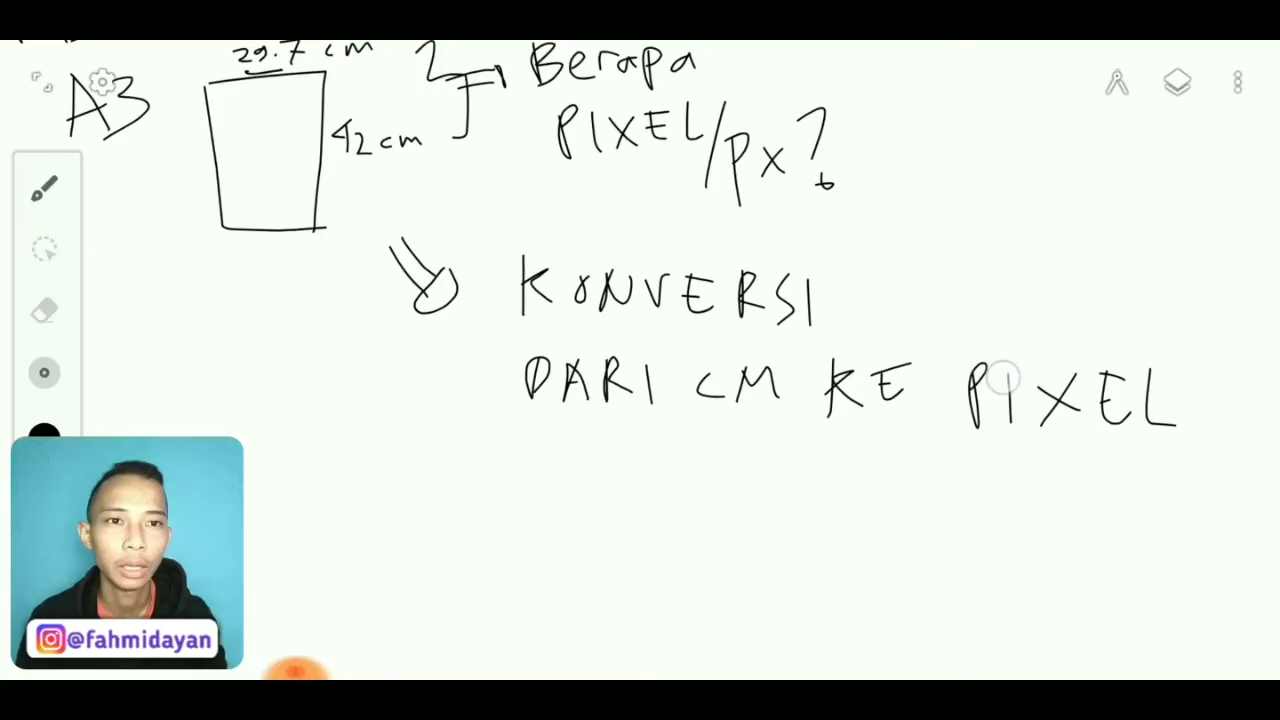 29.7 cm
A3
42 cm
Berapa
PIXEL/px?
KONVERSI
DARI CM KE PIXEL
@fahmidayan